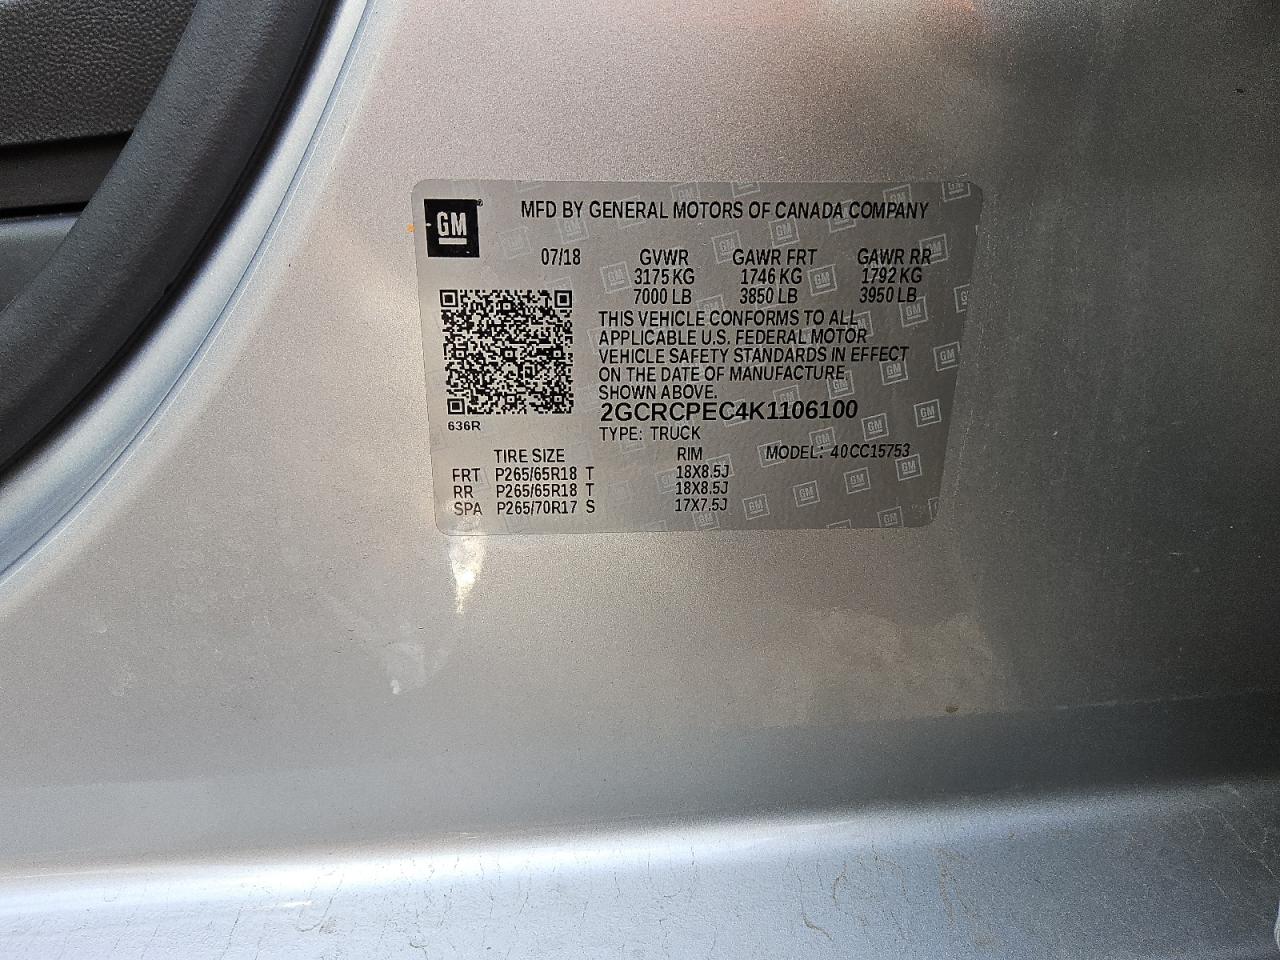 GM MFD BY GENERAL MOTORS OF CANADA COMPANY
07/18 GVWR GAWR FRT GAWR RR
3175 KG 1746 KG 1792 KG
7000 LB 3850 LB 3950 LB
THIS VEHICLE CONFORMS TO ALL
APPLICABLE U.S. FEDERAL MOTOR
VEHICLE SAFETY STANDARDS IN EFFECT
ON THE DATE OF MANUFACTURE
SHOWN ABOVE.
2GCRCPEC4K1106100
636R
TYPE: TRUCK
TIRE SIZE RIM MODEL: 40CC15753
FRT P265/65R18 T 18X8.5J
RR P265/65R18 T 18X8.5J
SPA P265/70R17 S 17X7.5J